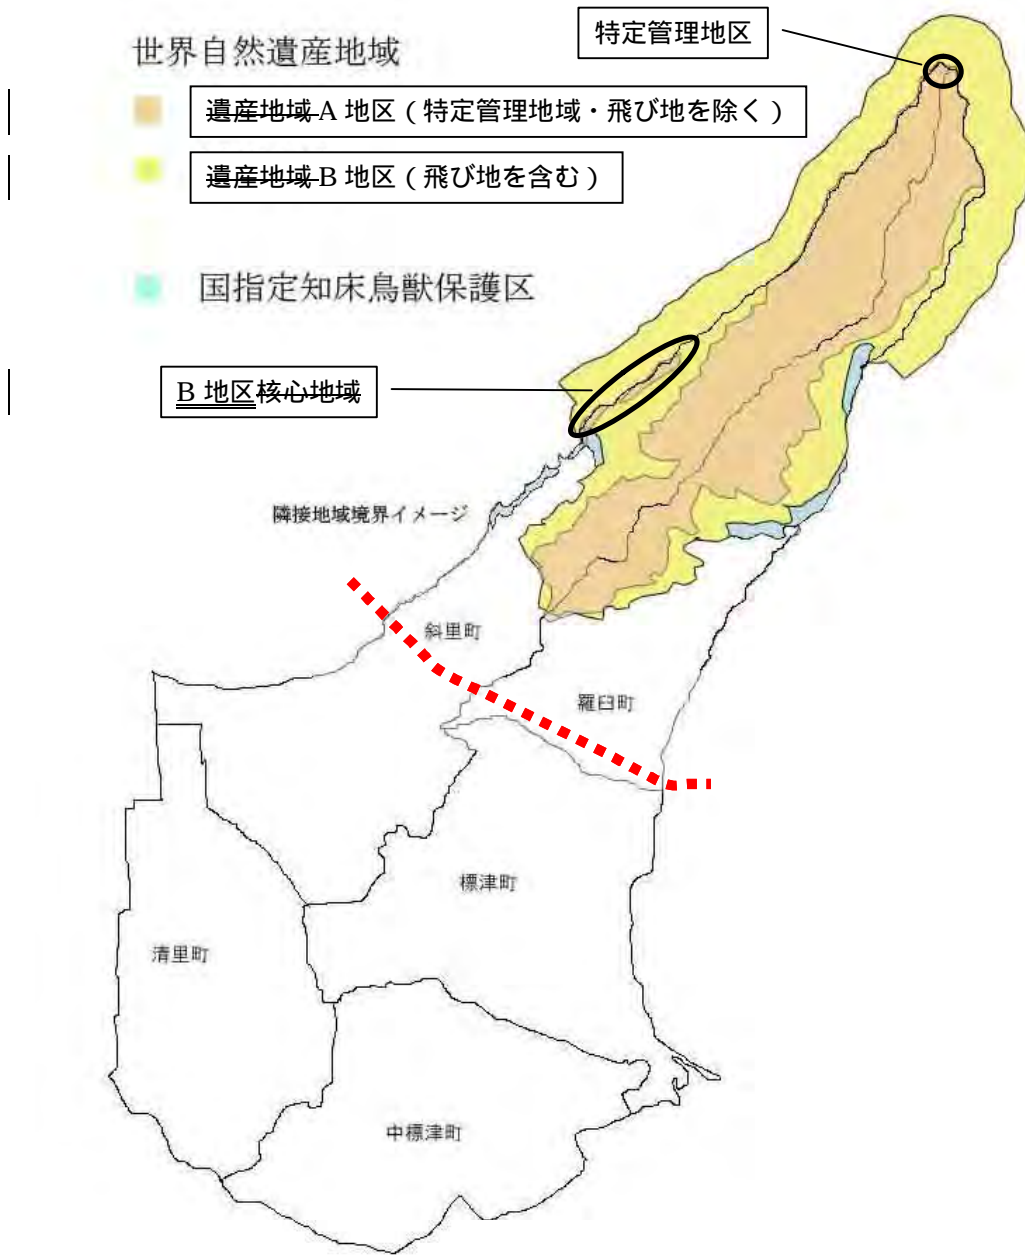 特定管理地区
世界自然遺産地域
遺産地域 A 地区（特定管理地域・飛び地を除く）
遺産地域 B 地区（飛び地を含む）
国指定知床鳥獣保護区
B 地区核心地域
隣接地域境界イメージ
斜里町
羅臼町
標津町
清里町
中標津町